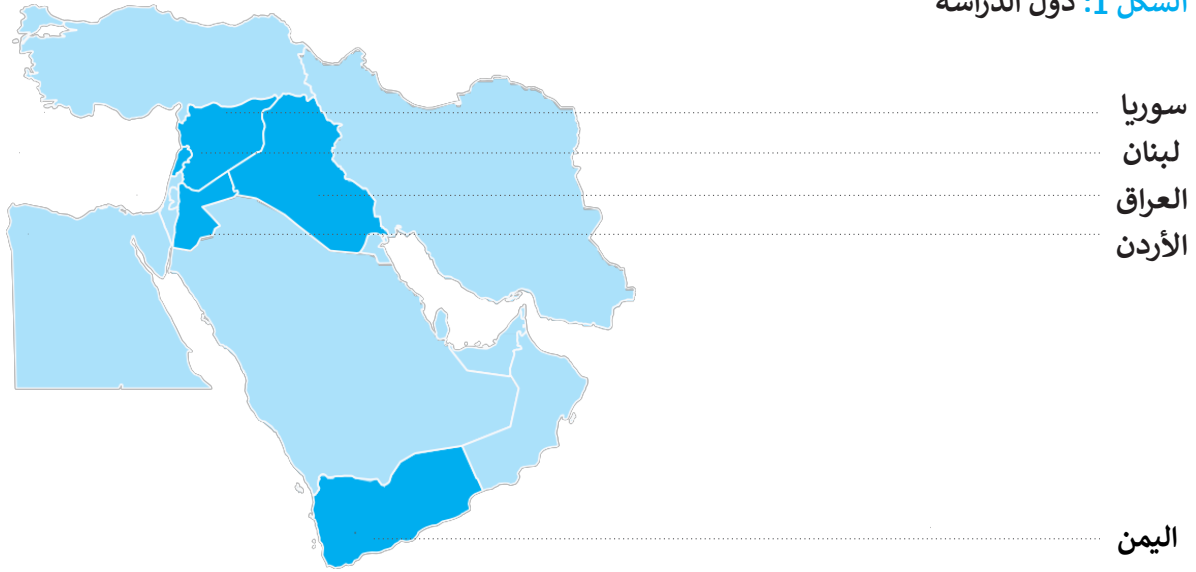 الشكل 1: دول الدراسة
سوريا
لبنان
العراق
الأردن
اليمن